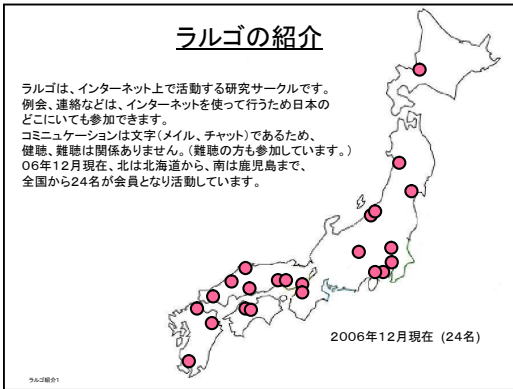 ラルゴの紹介
ラルゴは、インターネット上で活動する研究サークルです。
例会、連絡などは、インターネットを使って行うため日本の
どこにいても参加できます。
コミニュケーションは文字(メイル、チャット)であるため、
健聴、難聴は関係ありません。(難聴の方も参加しています。)
06年12月現在、北は北海道から、南は鹿児島まで、
全国から24名が会員となり活動しています。
2006年12月現在 (24名)
ラルゴ紹介1